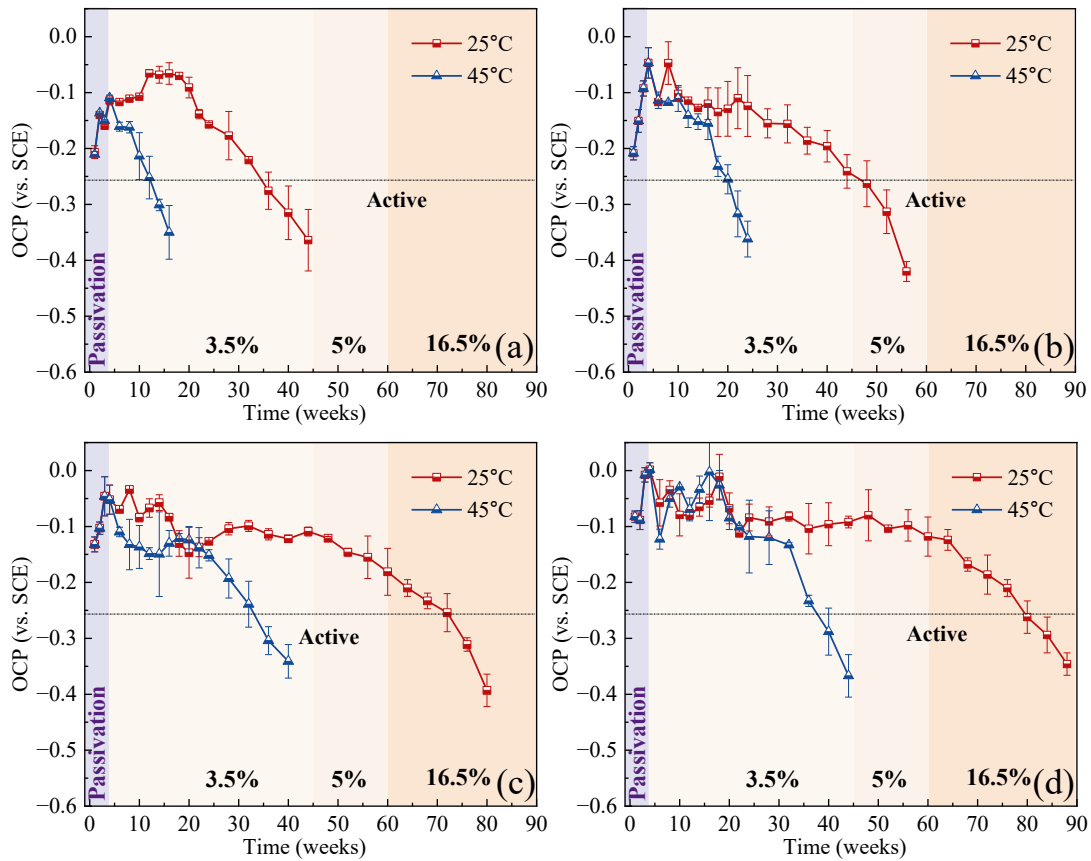 0.0
−0.1
−0.2
−0.3
−0.4
−0.5
−0.6
OCP (vs. SCE)
25°C
45°C
Active
Passivation
3.5%
5%
16.5%
(a)
0 10 20 30 40 50 60 70 80 90
Time (weeks)
0.0
−0.1
−0.2
−0.3
−0.4
−0.5
−0.6
OCP (vs. SCE)
25°C
45°C
Active
Passivation
3.5%
5%
16.5%
(b)
0 10 20 30 40 50 60 70 80 90
Time (weeks)
0.0
−0.1
−0.2
−0.3
−0.4
−0.5
−0.6
OCP (vs. SCE)
25°C
45°C
Active
Passivation
3.5%
5%
16.5%
(c)
0 10 20 30 40 50 60 70 80 90
Time (weeks)
0.0
−0.1
−0.2
−0.3
−0.4
−0.5
−0.6
OCP (vs. SCE)
25°C
45°C
Active
Passivation
3.5%
5%
16.5%
(d)
0 10 20 30 40 50 60 70 80 90
Time (weeks)